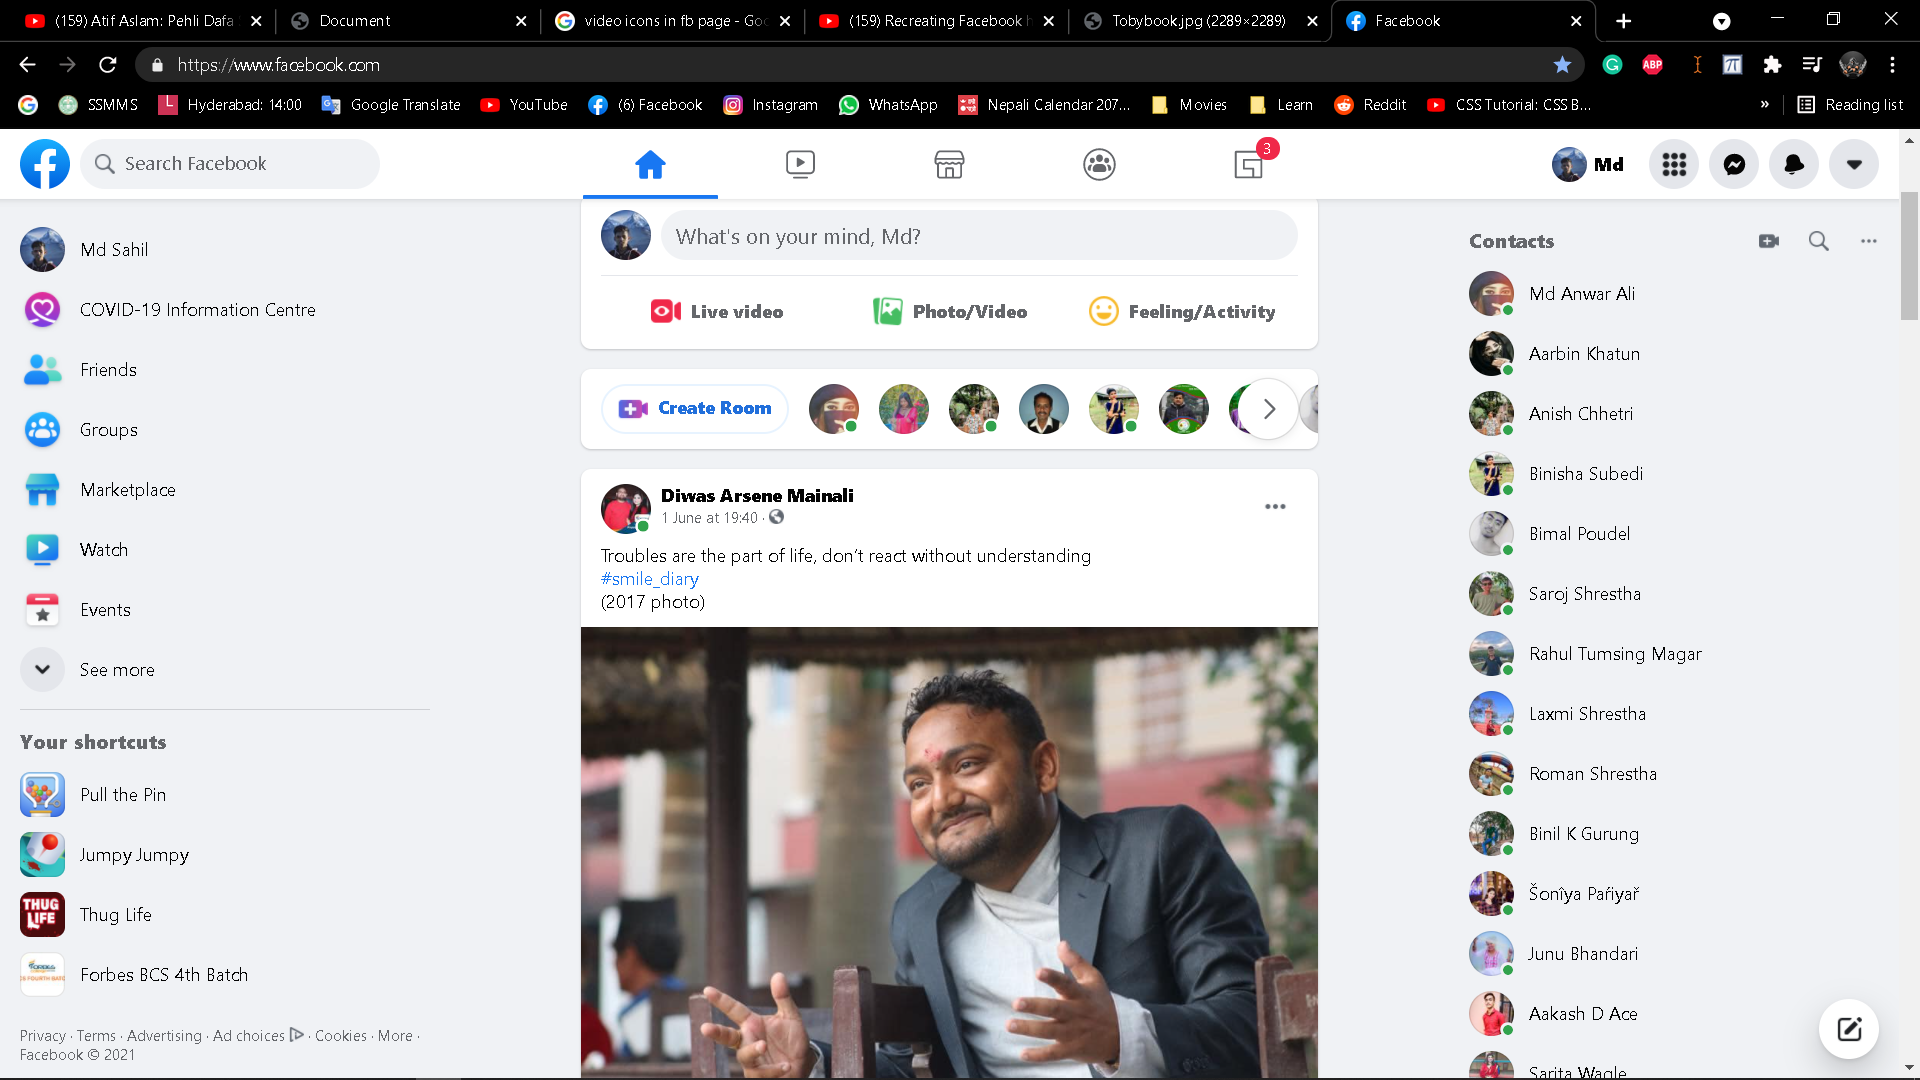 (159) Atif Aslam: Pehli Dafa
Document
video icons in fb page - Goo
(159) Recreating Facebook h
Tobybook.jpg (2289×2289)
Facebook
https://www.facebook.com
ABP
SSMMS
Hyderabad: 14:00
Google Translate
YouTube
(6) Facebook
Instagram
WhatsApp
Nepali Calendar 207...
Movies
Learn
Reddit
CSS Tutorial: CSS B...
»
Reading list
Search Facebook
3
Md
Md Sahil
COVID-19 Information Centre
Friends
Groups
Marketplace
Watch
Events
See more
Your shortcuts
Pull the Pin
Jumpy Jumpy
THUG LIFE
Thug Life
Forbes BCS 4th Batch
Privacy · Terms · Advertising · Ad choices · Cookies · More ·
Facebook © 2021
What's on your mind, Md?
Live video
Photo/Video
Feeling/Activity
Create Room
Diwas Arsene Mainali
1 June at 19:40 ·
Troubles are the part of life, don't react without understanding
#smile_diary
(2017 photo)
Contacts
Md Anwar Ali
Aarbin Khatun
Anish Chhetri
Binisha Subedi
Bimal Poudel
Saroj Shrestha
Rahul Tumsing Magar
Laxmi Shrestha
Roman Shrestha
Binil K Gurung
Šonîya Pařiyař
Junu Bhandari
Aakash D Ace
Sarita Wagle